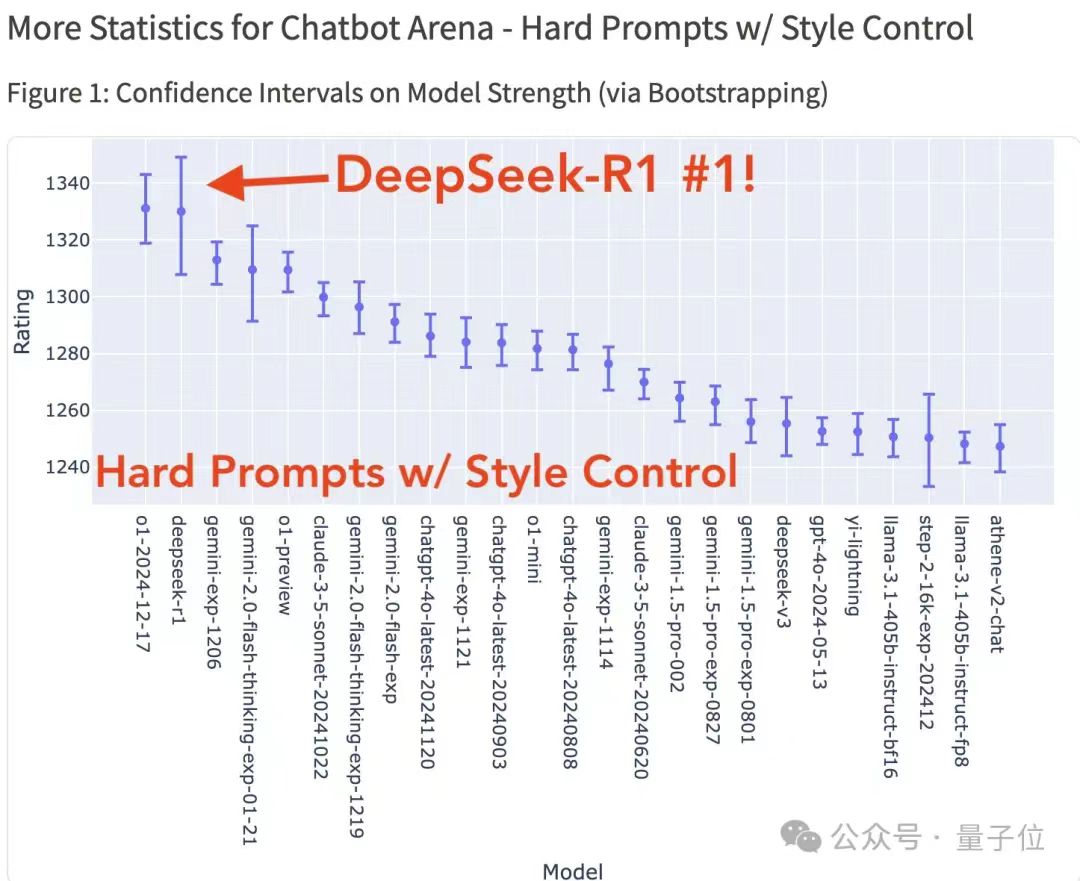 More Statistics for Chatbot Arena - Hard Prompts w/ Style Control
Figure 1: Confidence Intervals on Model Strength (via Bootstrapping)
DeepSeek-R1 #1!
1340
1320
1300
1280
1260
1240
Rating
Hard Prompts w/ Style Control
o1-2024-12-17
deepseek-r1
gemini-exp-1206
gemini-2.0-flash-thinking-exp-01-21
o1-preview
claude-3-5-sonnet-20241022
gemini-2.0-flash-thinking-exp-1219
gemini-2.0-flash-exp
chatgpt-4o-latest-20241120
gemini-exp-1121
chatgpt-4o-latest-20240903
o1-mini
chatgpt-4o-latest-20240808
gemini-exp-1114
claude-3-5-sonnet-20240620
gemini-1.5-pro-002
gemini-1.5-pro-exp-0827
gemini-1.5-pro-exp-0801
deepseek-v3
gpt-4o-2024-05-13
yi-lightning
llama-3.1-405b-instruct-bf16
step-2-16k-exp-202412
llama-3.1-405b-instruct-fp8
athene-v2-chat
公众号 · 量子位
Model